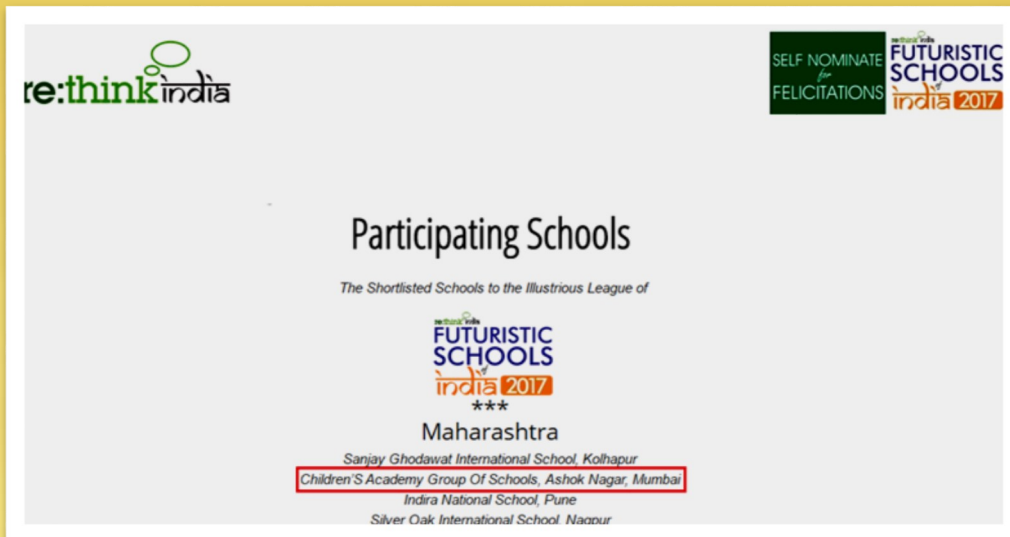 re:think india
SELF NOMINATE
for
FELICITATIONS
re:think india
FUTURISTIC
SCHOOLS
of
india 2017
Participating Schools
The Shortlisted Schools to the Illustrious League of
re:think india
FUTURISTIC
SCHOOLS
of
india 2017
***
Maharashtra
Sanjay Ghodawat International School, Kolhapur
Children'S Academy Group Of Schools, Ashok Nagar, Mumbai
Indira National School, Pune
Silver Oak International School, Nagpur